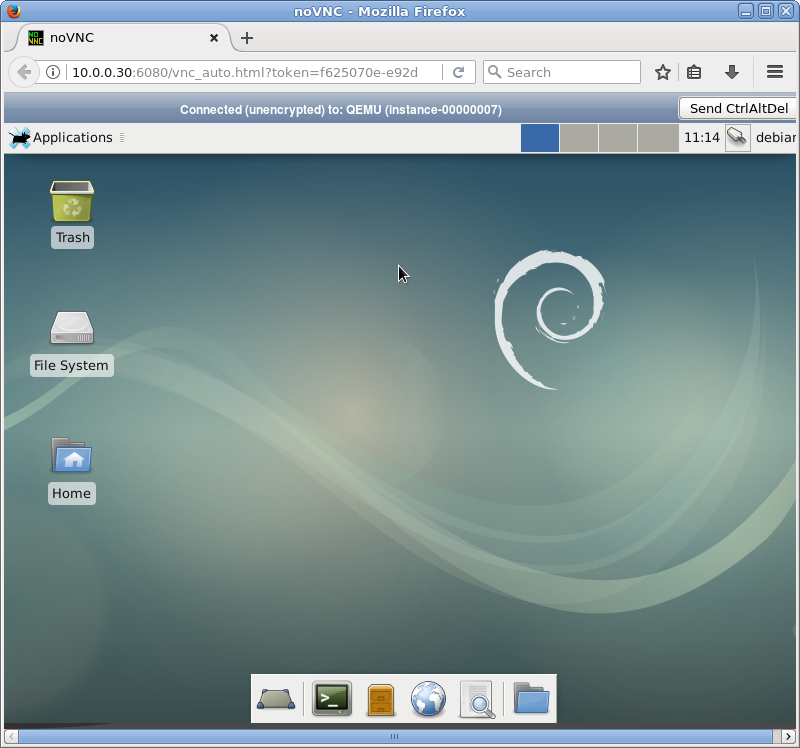 noVNC - Mozilla Firefox
noVNC
10.0.0.30:6080/vnc_auto.html?token=f625070e-e92d
Search
Connected (unencrypted) to: QEMU (Instance-00000007)
Send CtrlAltDel
Applications
11:14
debian
Trash
File System
Home